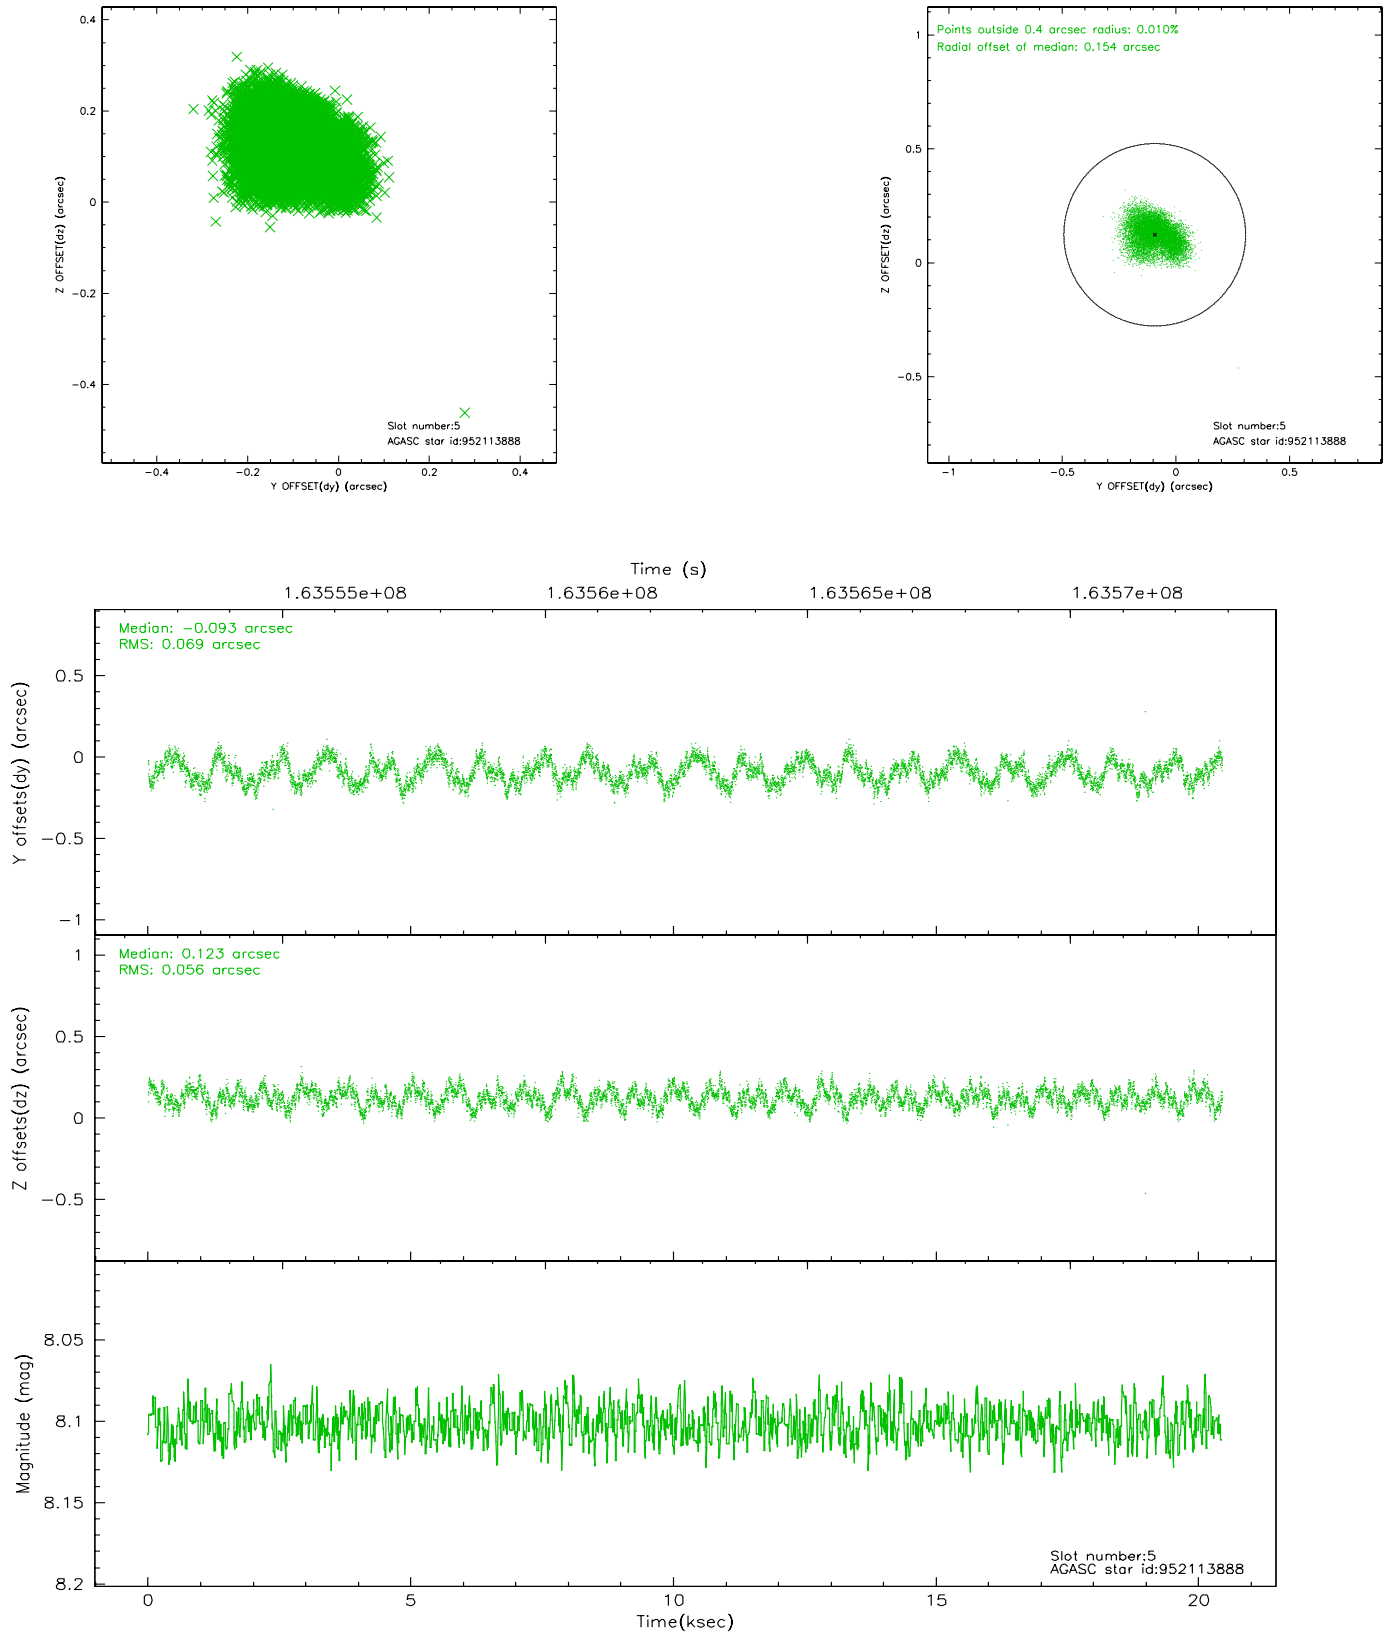 0.4
0.2
0
−0.2
−0.4
Z OFFSET(dz) (arcsec)
Slot number:5
AGASC star id:952113888
−0.4
−0.2
0
0.2
0.4
Y OFFSET(dy) (arcsec)
Points outside 0.4 arcsec radius: 0.010%
Radial offset of median: 0.154 arcsec
1
0.5
0
−0.5
Z OFFSET(dz) (arcsec)
Slot number:5
AGASC star id:952113888
−1
−0.5
0
0.5
Y OFFSET(dy) (arcsec)
Time (s)
1.63555e+08
1.6356e+08
1.63565e+08
1.6357e+08
Median: −0.093 arcsec
RMS: 0.069 arcsec
0.5
0
−0.5
−1
Y offsets(dy) (arcsec)
Median: 0.123 arcsec
RMS: 0.056 arcsec
1
0.5
0
−0.5
Z offsets(dz) (arcsec)
8.05
8.1
8.15
8.2
Magnitude (mag)
Slot number:5
AGASC star id:952113888
0
5
10
15
20
Time(ksec)